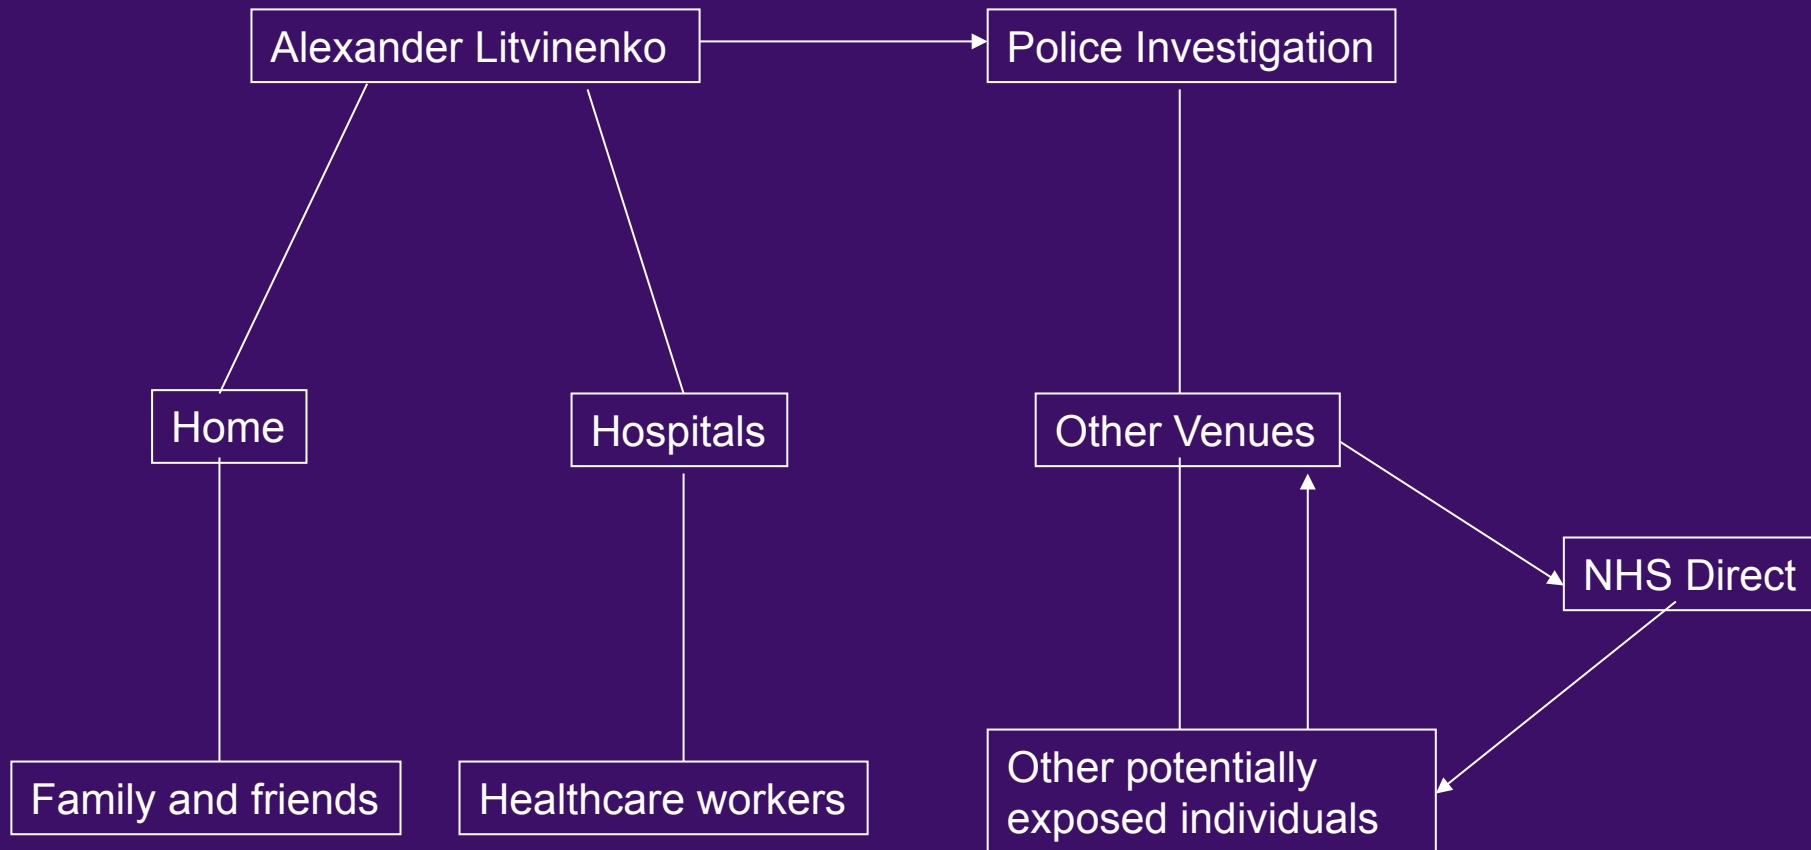 Alexander Litvinenko
Police Investigation
Home
Hospitals
Other Venues
NHS Direct
Family and friends
Healthcare workers
Other potentially
exposed individuals